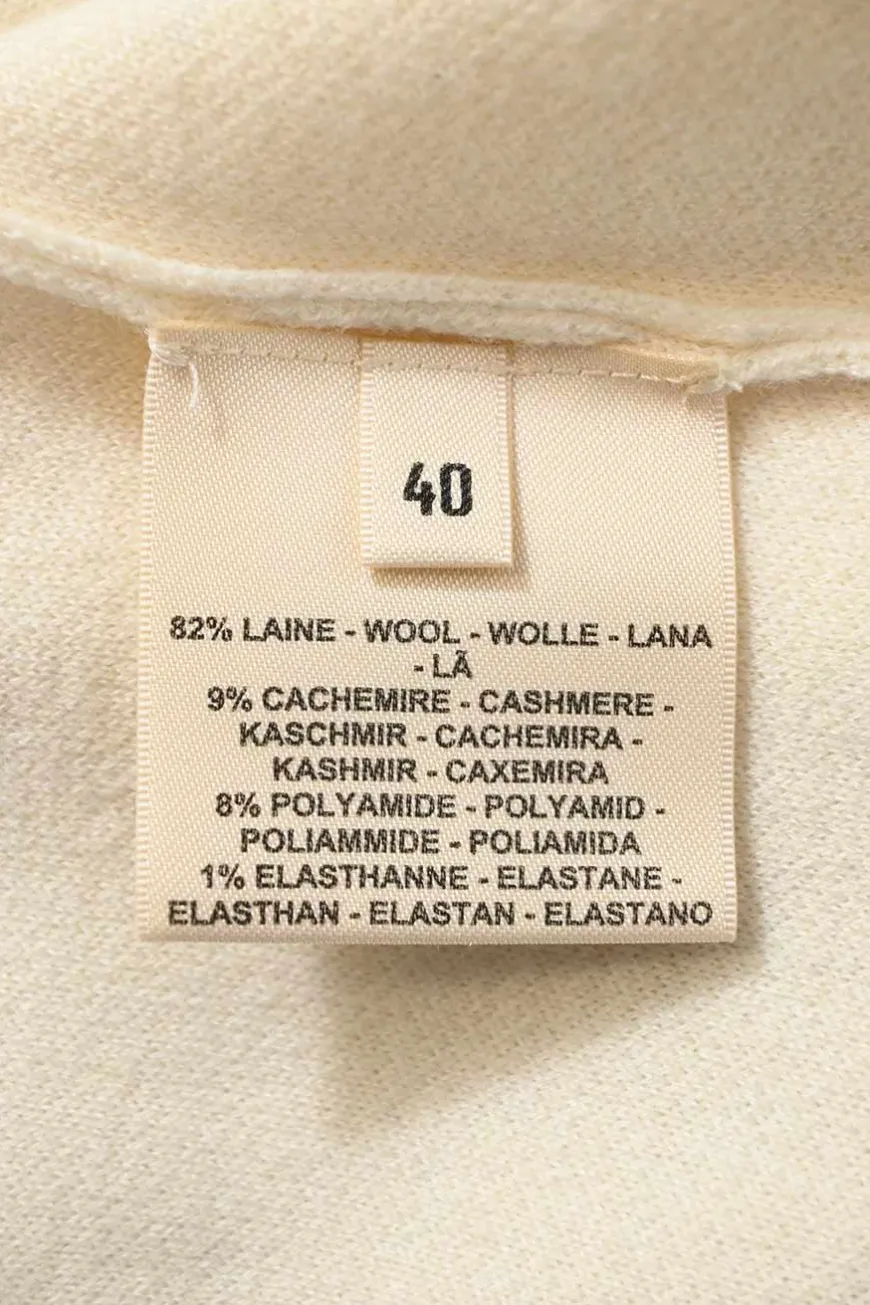 40
82% LAINE - WOOL - WOLLE - LANA
- LÃ
9% CACHEMIRE - CASHMERE -
KASCHMIR - CACHEMIRA -
KASHMIR - CAXEMIRA
8% POLYAMIDE - POLYAMID -
POLIAMMIDE - POLIAMIDA
1% ELASTHANNE - ELASTANE -
ELASTHAN - ELASTAN - ELASTANO